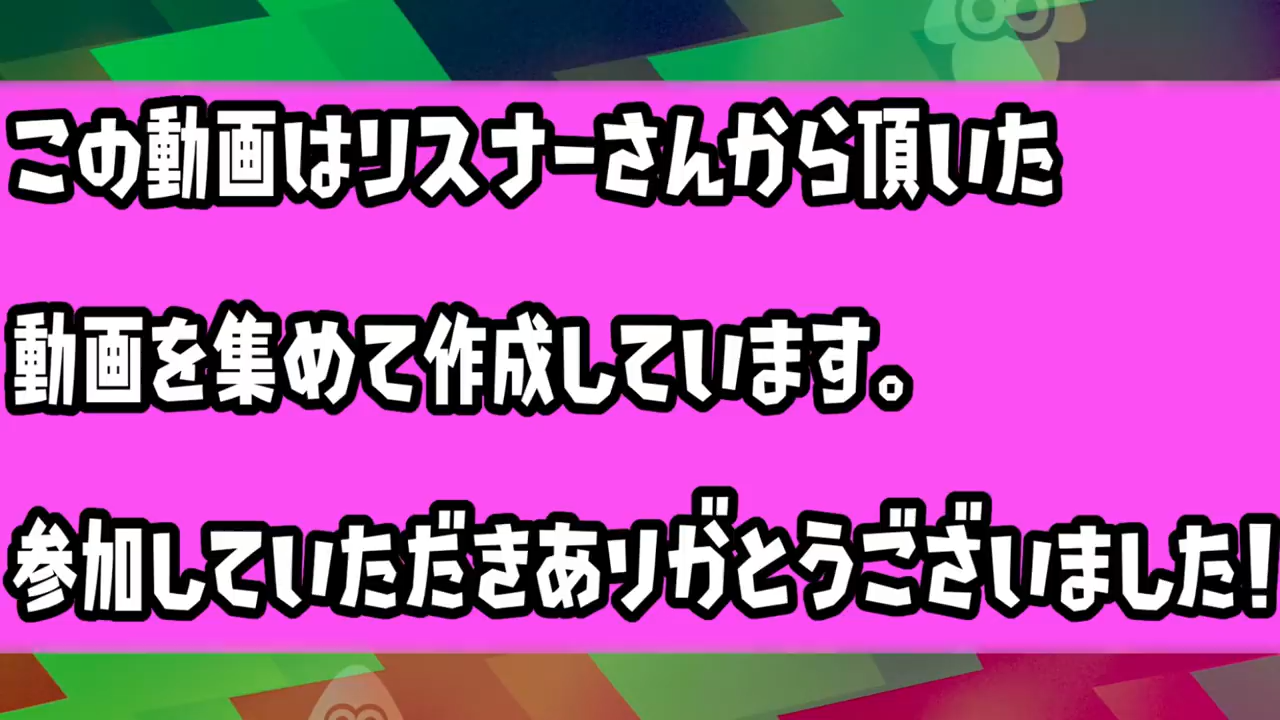 この動画はリスナーさんから頂いた
動画を集めて作成しています。
参加していただきありがとうございました!